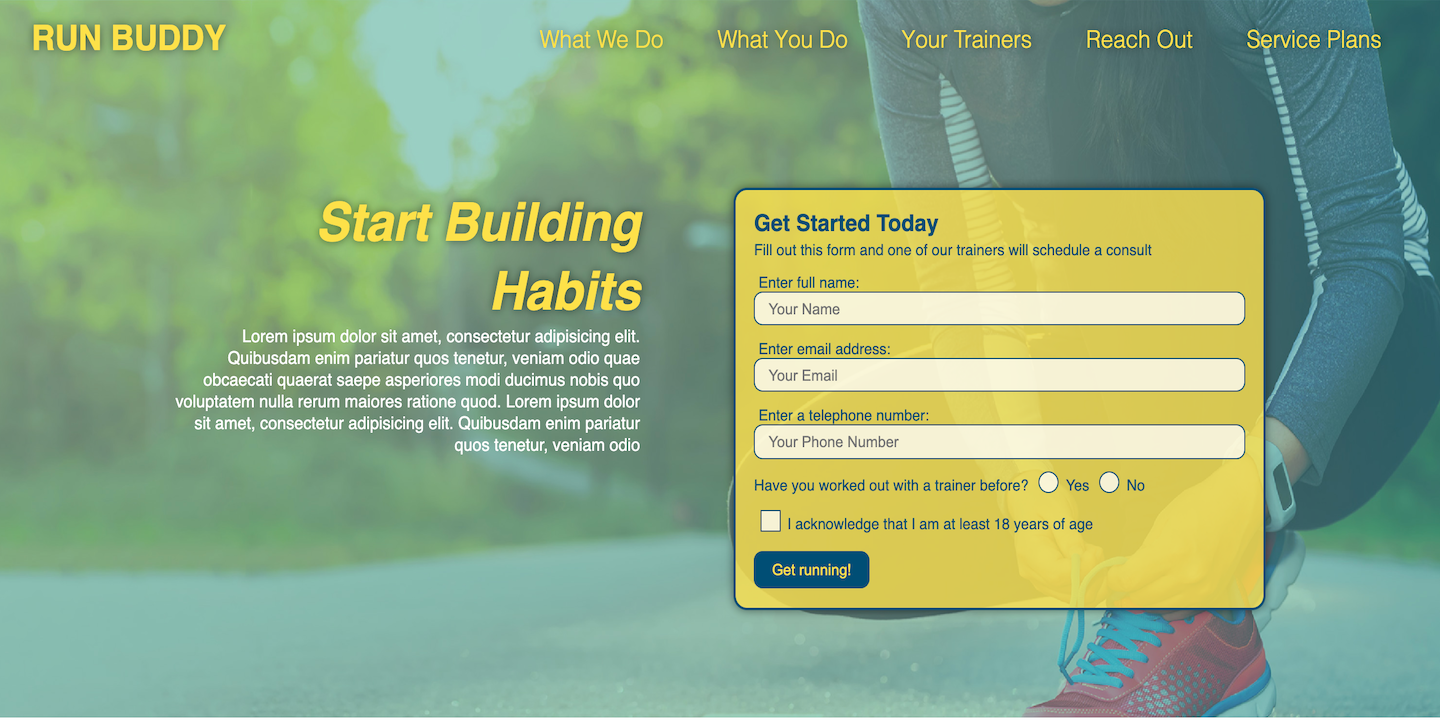 RUN BUDDY
What We Do
What You Do
Your Trainers
Reach Out
Service Plans
Start Building
Habits
Lorem ipsum dolor sit amet, consectetur adipisicing elit.
Quibusdam enim pariatur quos tenetur, veniam odio quae
obcaecati quaerat saepe asperiores modi ducimus nobis quo
voluptatem nulla rerum maiores ratione quod. Lorem ipsum dolor
sit amet, consectetur adipisicing elit. Quibusdam enim pariatur
quos tenetur, veniam odio
Get Started Today
Fill out this form and one of our trainers will schedule a consult
Enter full name:
Your Name
Enter email address:
Your Email
Enter a telephone number:
Your Phone Number
Have you worked out with a trainer before? Yes No
I acknowledge that I am at least 18 years of age
Get running!